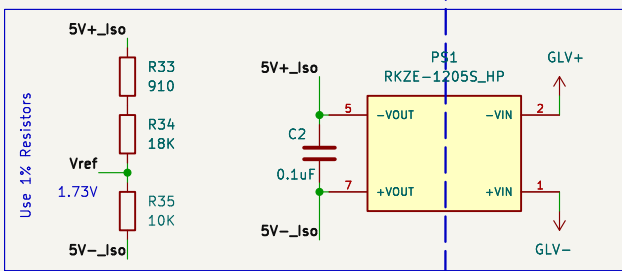 5V+_Iso
R33
910
R34
18K
Vref
1.73V
R35
10K
5V-_Iso
Use 1% Resistors
5V+_Iso
C2
0.1uF
5V-_Iso
PS1
RKZE-1205S_HP
5
-VOUT
-VIN
2
7
+VOUT
+VIN
1
GLV+
GLV-